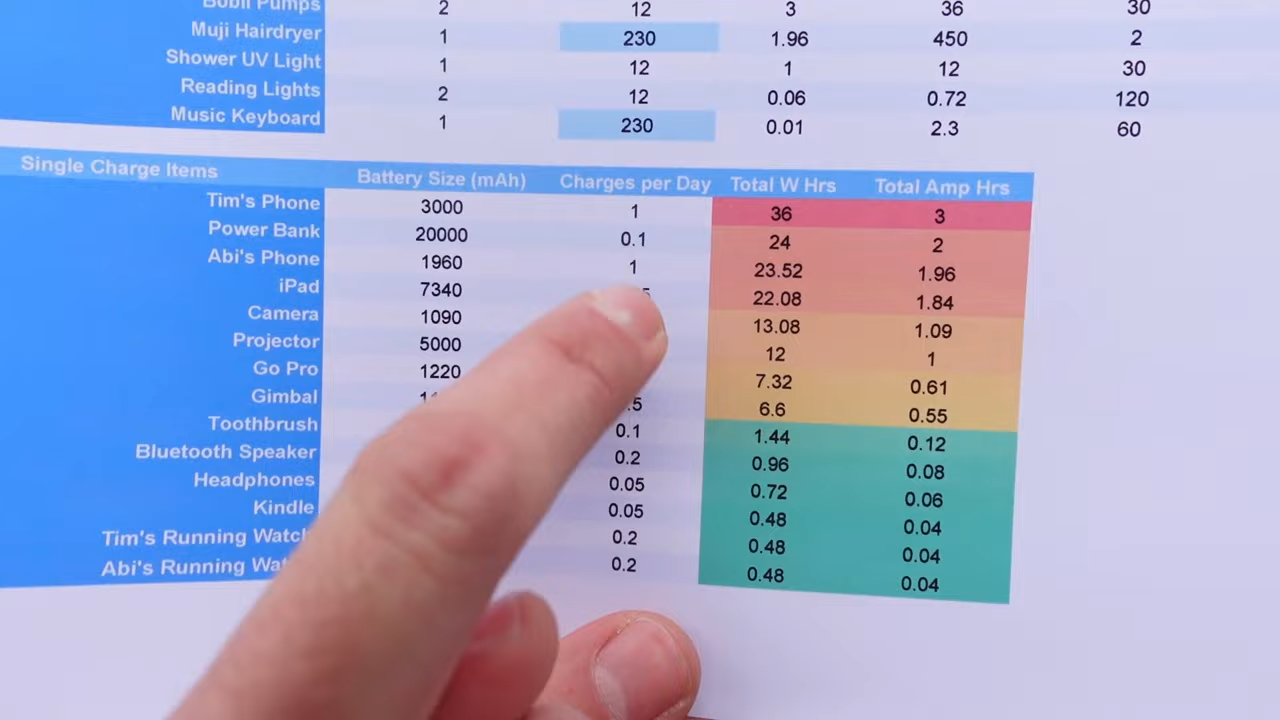 Bobil Pumps 2 12 3 36 30
Muji Hairdryer 1 230 1.96 450 2
Shower UV Light 1 12 1 12 30
Reading Lights 2 12 0.06 0.72 120
Music Keyboard 1 230 0.01 2.3 60
Single Charge Items Battery Size (mAh) Charges per Day Total W Hrs Total Amp Hrs
Tim's Phone 3000 1 36 3
Power Bank 20000 0.1 24 2
Abi's Phone 1960 1 23.52 1.96
iPad 7340 22.08 1.84
Camera 1090 13.08 1.09
Projector 5000 12 1
Go Pro 1220 7.32 0.61
Gimbal 6.6 0.55
Toothbrush 0.1 1.44 0.12
Bluetooth Speaker 0.2 0.96 0.08
Headphones 0.05 0.72 0.06
Kindle 0.05 0.48 0.04
Tim's Running Watch 0.2 0.48 0.04
Abi's Running 0.2 0.48 0.04